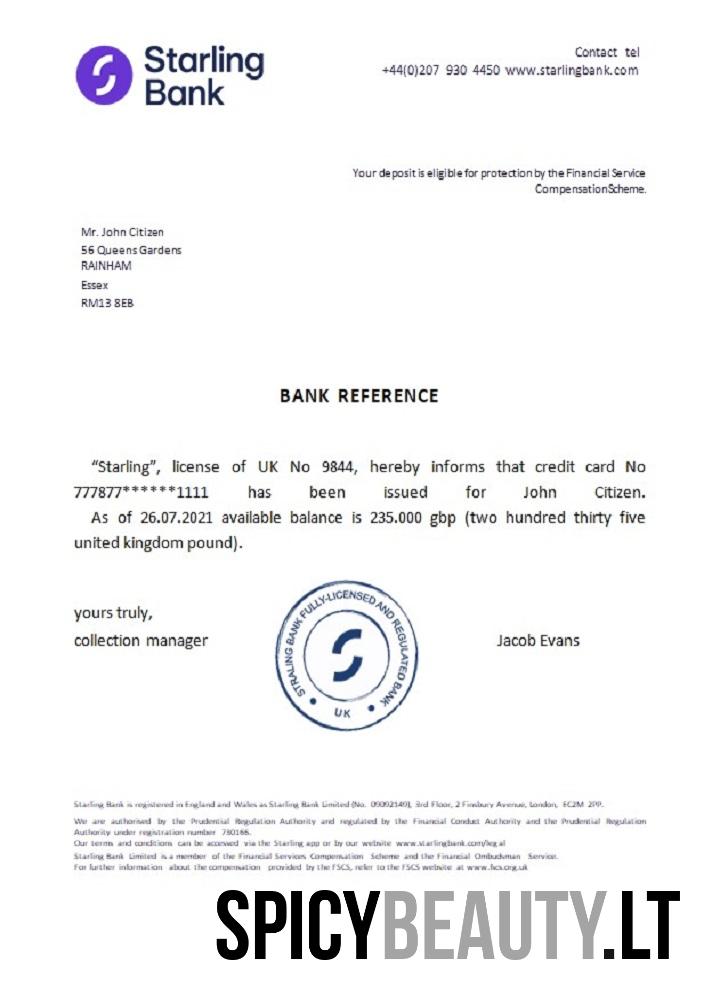 Starling
Bank
Contact tel
+44(0)207 930 4450 www.starlingbank.com
Your deposit is eligible for protection by the Financial Service
CompensationScheme.
Mr. John Citizen
56 Queens Gardens
RAINHAM
Essex
RM13 8EB
BANK REFERENCE
“Starling”, license of UK No 9844, hereby informs that credit card No
777877******1111 has been issued for John Citizen.
As of 26.07.2021 available balance is 235.000 gbp (two hundred thirty five
united kingdom pound).
yours truly,
collection manager
STRALING BANK FULLY-LICENSED AND REGULATED BANK
UK
Jacob Evans
Starling Bank is registered in England and Wales as Starling Bank Limited (No. 09092149), 3rd Floor, 2 Finsbury Avenue, London, EC2M 2PP.
We are authorised by the Prudential Regulation Authority and regulated by the Financial Conduct Authority and the Prudential Regulation
Authority under registration number 730166.
Our terms and conditions can be accessed via the Starling app or by our website www.starlingbank.com/legal
Starling Bank Limited is a member of the Financial Services Compensation Scheme and the Financial Ombudsman Service.
For further information about the compensation provided by the FSCS, refer to the FSCS website at www.fscs.org.uk
SPICYBEAUTY.LT